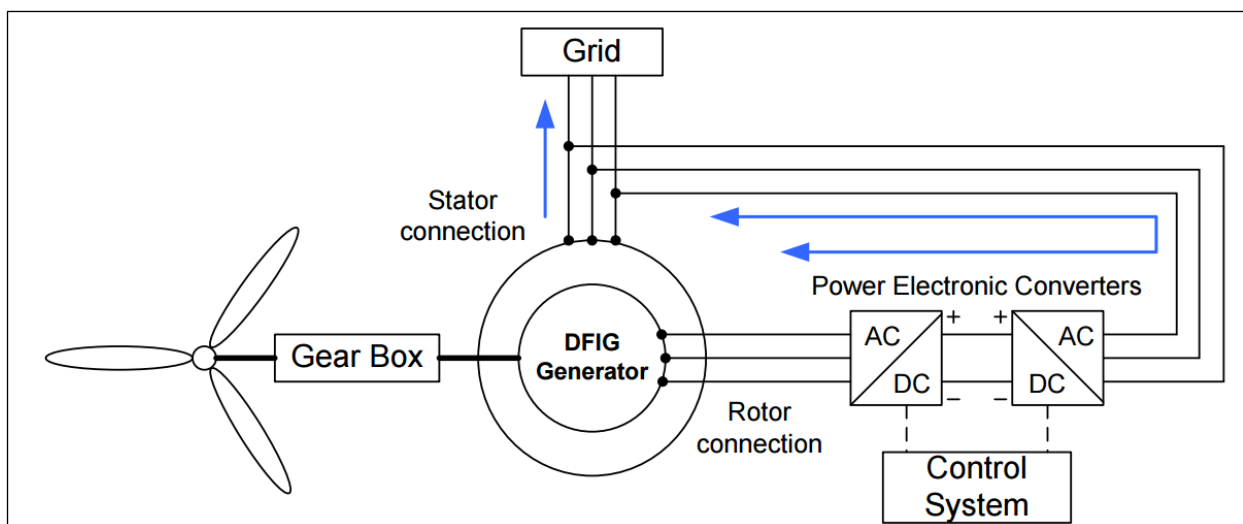 Grid
Stator
connection
Power Electronic Converters
Gear Box
DFIG
Generator
AC
DC
+
+
−
−
AC
DC
Rotor
connection
Control
System